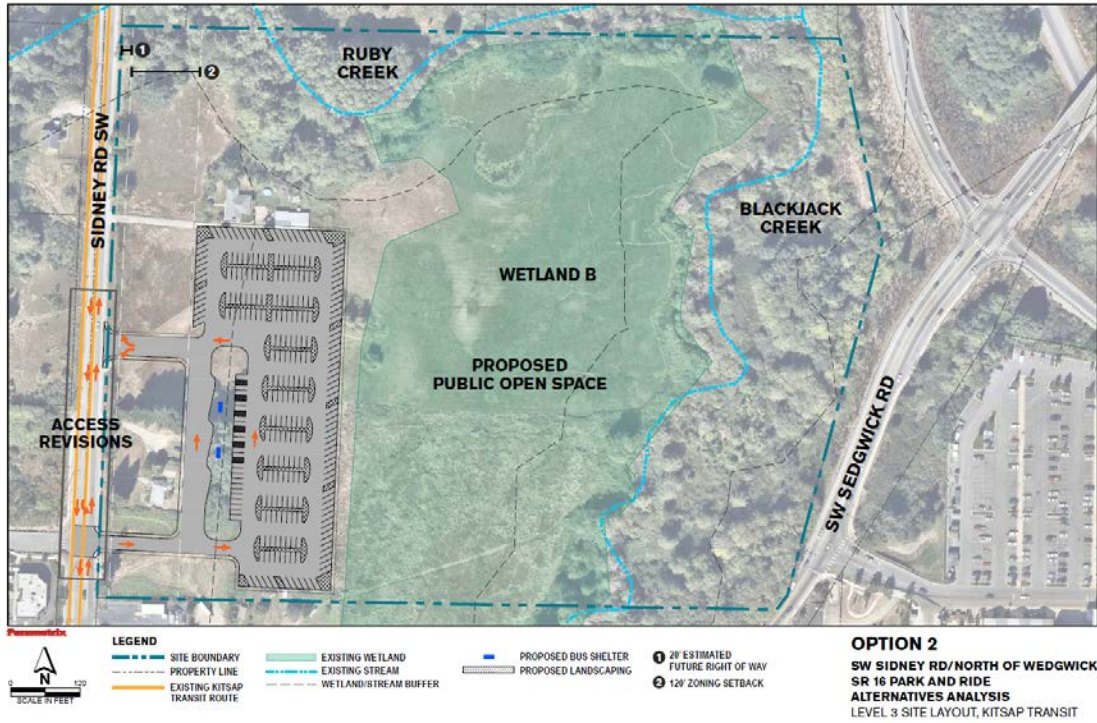 1
2
RUBY
CREEK
SIDNEY RD SW
BLACKJACK
CREEK
WETLAND B
PROPOSED
PUBLIC OPEN SPACE
ACCESS
REVISIONS
SW SEDGWICK RD
Parametrix
N
0 120
SCALE IN FEET
LEGEND
SITE BOUNDARY
PROPERTY LINE
EXISTING KITSAP
TRANSIT ROUTE
EXISTING WETLAND
EXISTING STREAM
WETLAND/STREAM BUFFER
PROPOSED BUS SHELTER
PROPOSED LANDSCAPING
1 20' ESTIMATED
FUTURE RIGHT OF WAY
2 120' ZONING SETBACK
OPTION 2
SW SIDNEY RD/NORTH OF WEDGWICK
SR 16 PARK AND RIDE
ALTERNATIVES ANALYSIS
LEVEL 3 SITE LAYOUT, KITSAP TRANSIT